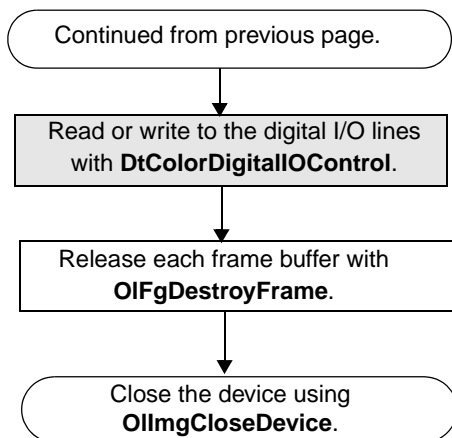 Continued from previous page.
Read or write to the digital I/O lines
with DtColorDigitalIOControl.
Release each frame buffer with
OlFgDestroyFrame.
Close the device using
OlImgCloseDevice.